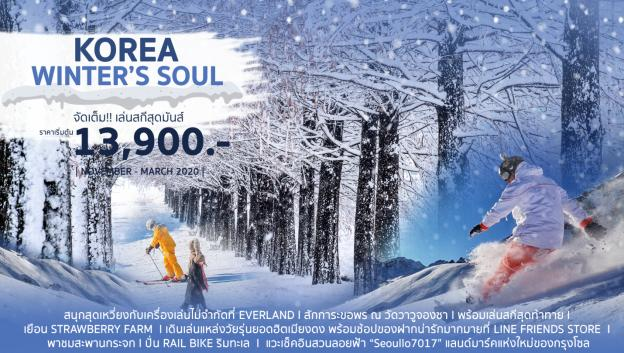 KOREA
WINTER'S SOUL
จัดเต็ม!! เล่นสกีสุดมันส์
ราคาเริ่มต้น 13,900.-
| NOVEMBER - MARCH 2020 |
สนุกสุดเหวี่ยงกับเครื่องเล่นไม่จำกัดที่ EVERLAND I สักการะขอพร ณ วัดวาวูจองซา I พร้อมเล่นสกีสุดท้าทาย I
เยือน STRAWBERRY FARM I เดินเล่นแหล่งวัยรุ่นยอดฮิตเมียงดง พร้อมช้อปของฝากน่ารักมากมายที่ LINE FRIENDS STORE I
พาชมสะพานกระจก I ปั่น RAIL BIKE ริมทะเล I แวะเช็คอินสวนลอยฟ้า "Seoullo7017" แลนด์มาร์คแห่งใหม่ของกรุงโซล